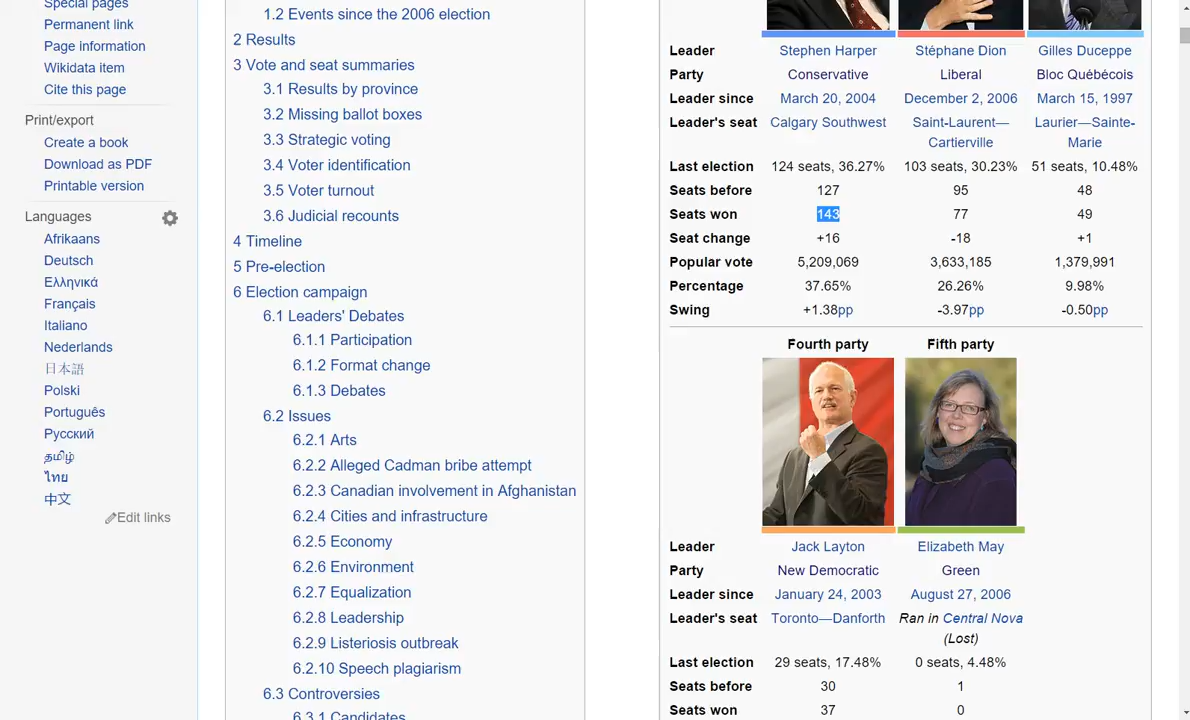 Special pages
Permanent link
Page information
Wikidata item
Cite this page
Print/export
Create a book
Download as PDF
Printable version
Languages
Afrikaans
Deutsch
Ελληνικά
Français
Italiano
Nederlands
日本語
Polski
Português
Русский
தமிழ்
ไทย
中文
Edit links
1.2 Events since the 2006 election
2 Results
3 Vote and seat summaries
3.1 Results by province
3.2 Missing ballot boxes
3.3 Strategic voting
3.4 Voter identification
3.5 Voter turnout
3.6 Judicial recounts
4 Timeline
5 Pre-election
6 Election campaign
6.1 Leaders' Debates
6.1.1 Participation
6.1.2 Format change
6.1.3 Debates
6.2 Issues
6.2.1 Arts
6.2.2 Alleged Cadman bribe attempt
6.2.3 Canadian involvement in Afghanistan
6.2.4 Cities and infrastructure
6.2.5 Economy
6.2.6 Environment
6.2.7 Equalization
6.2.8 Leadership
6.2.9 Listeriosis outbreak
6.2.10 Speech plagiarism
6.3 Controversies
6.3.1 Candidates
Leader Stephen Harper Stéphane Dion Gilles Duceppe
Party Conservative Liberal Bloc Québécois
Leader since March 20, 2004 December 2, 2006 March 15, 1997
Leader's seat Calgary Southwest Saint-Laurent— Laurier—Sainte-
Cartierville Marie
Last election 124 seats, 36.27% 103 seats, 30.23% 51 seats, 10.48%
Seats before 127 95 48
Seats won 143 77 49
Seat change +16 -18 +1
Popular vote 5,209,069 3,633,185 1,379,991
Percentage 37.65% 26.26% 9.98%
Swing +1.38pp -3.97pp -0.50pp
Fourth party Fifth party
Leader Jack Layton Elizabeth May
Party New Democratic Green
Leader since January 24, 2003 August 27, 2006
Leader's seat Toronto—Danforth Ran in Central Nova
(Lost)
Last election 29 seats, 17.48% 0 seats, 4.48%
Seats before 30 1
Seats won 37 0